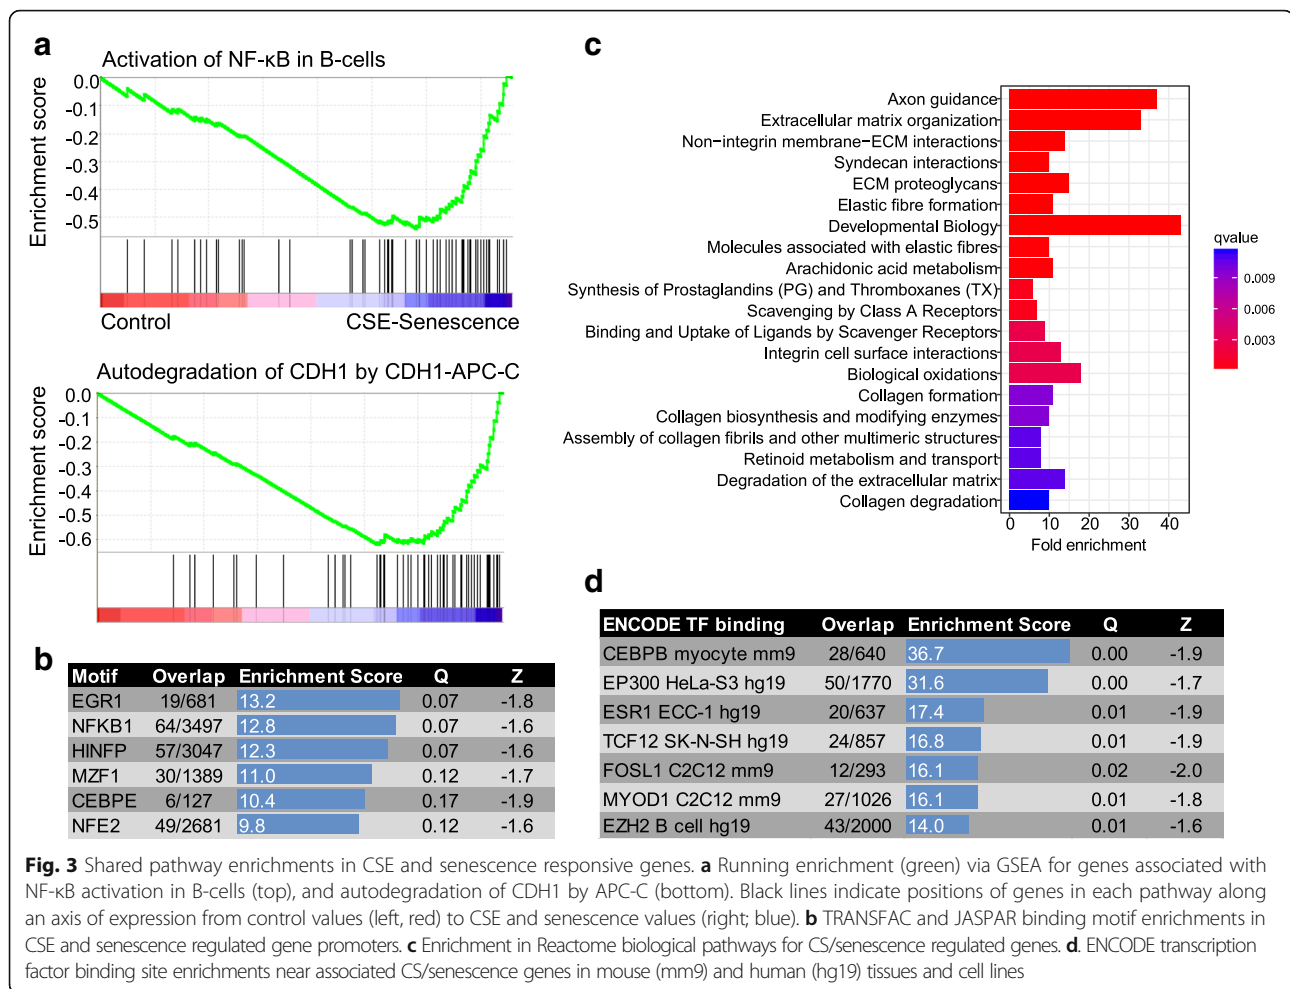 a
Activation of NF-κB in B-cells
Enrichment score
0.0
-0.1
-0.2
-0.3
-0.4
-0.5
Control CSE-Senescence
Autodegradation of CDH1 by CDH1-APC-C
Enrichment score
0.0
-0.1
-0.2
-0.3
-0.4
-0.5
-0.6
b
Motif Overlap Enrichment Score Q Z
EGR1 19/681 13.2 0.07 -1.8
NFKB1 64/3497 12.8 0.07 -1.6
HINFP 57/3047 12.3 0.07 -1.6
MZF1 30/1389 11.0 0.12 -1.7
CEBPE 6/127 10.4 0.17 -1.9
NFE2 49/2681 9.8 0.12 -1.6
c
Axon guidance
Extracellular matrix organization
Non−integrin membrane−ECM interactions
Syndecan interactions
ECM proteoglycans
Elastic fibre formation
Developmental Biology
Molecules associated with elastic fibres
Arachidonic acid metabolism
Synthesis of Prostaglandins (PG) and Thromboxanes (TX)
Scavenging by Class A Receptors
Binding and Uptake of Ligands by Scavenger Receptors
Integrin cell surface interactions
Biological oxidations
Collagen formation
Collagen biosynthesis and modifying enzymes
Assembly of collagen fibrils and other multimeric structures
Retinoid metabolism and transport
Degradation of the extracellular matrix
Collagen degradation
0 10 20 30 40
Fold enrichment
qvalue
0.009
0.006
0.003
d
ENCODE TF binding Overlap Enrichment Score Q Z
CEBPB myocyte mm9 28/640 36.7 0.00 -1.9
EP300 HeLa-S3 hg19 50/1770 31.6 0.00 -1.7
ESR1 ECC-1 hg19 20/637 17.4 0.01 -1.9
TCF12 SK-N-SH hg19 24/857 16.8 0.01 -1.9
FOSL1 C2C12 mm9 12/293 16.1 0.02 -2.0
MYOD1 C2C12 mm9 27/1026 16.1 0.01 -1.8
EZH2 B cell hg19 43/2000 14.0 0.01 -1.6
Fig. 3 Shared pathway enrichments in CSE and senescence responsive genes. a Running enrichment (green) via GSEA for genes associated with
NF-κB activation in B-cells (top), and autodegradation of CDH1 by APC-C (bottom). Black lines indicate positions of genes in each pathway along
an axis of expression from control values (left, red) to CSE and senescence values (right; blue). b TRANSFAC and JASPAR binding motif enrichments in
CSE and senescence regulated gene promoters. c Enrichment in Reactome biological pathways for CS/senescence regulated genes. d. ENCODE transcription
factor binding site enrichments near associated CS/senescence genes in mouse (mm9) and human (hg19) tissues and cell lines